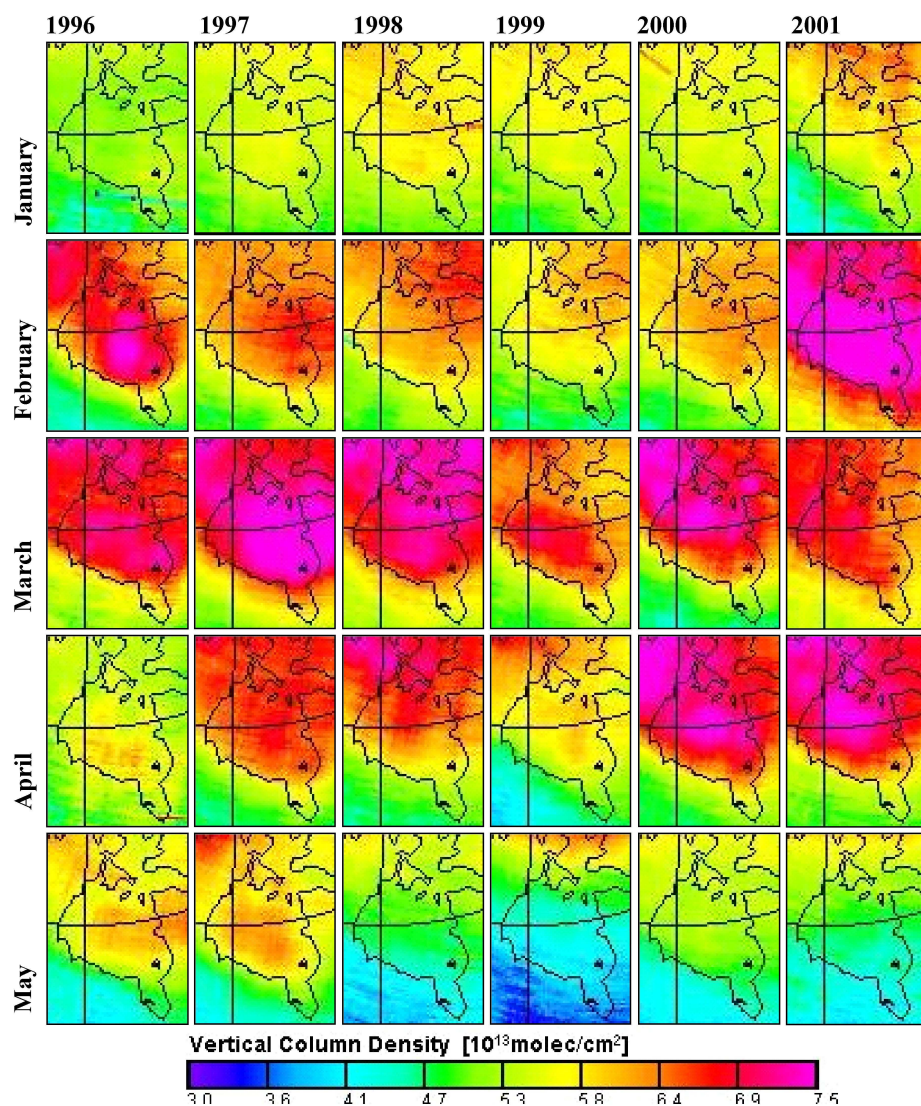 1996 1997 1998 1999 2000 2001
January
February
March
April
May
Vertical Column Density [10¹³molec/cm²]
3.0 3.6 4.1 4.7 5.3 5.8 6.4 6.9 7.5